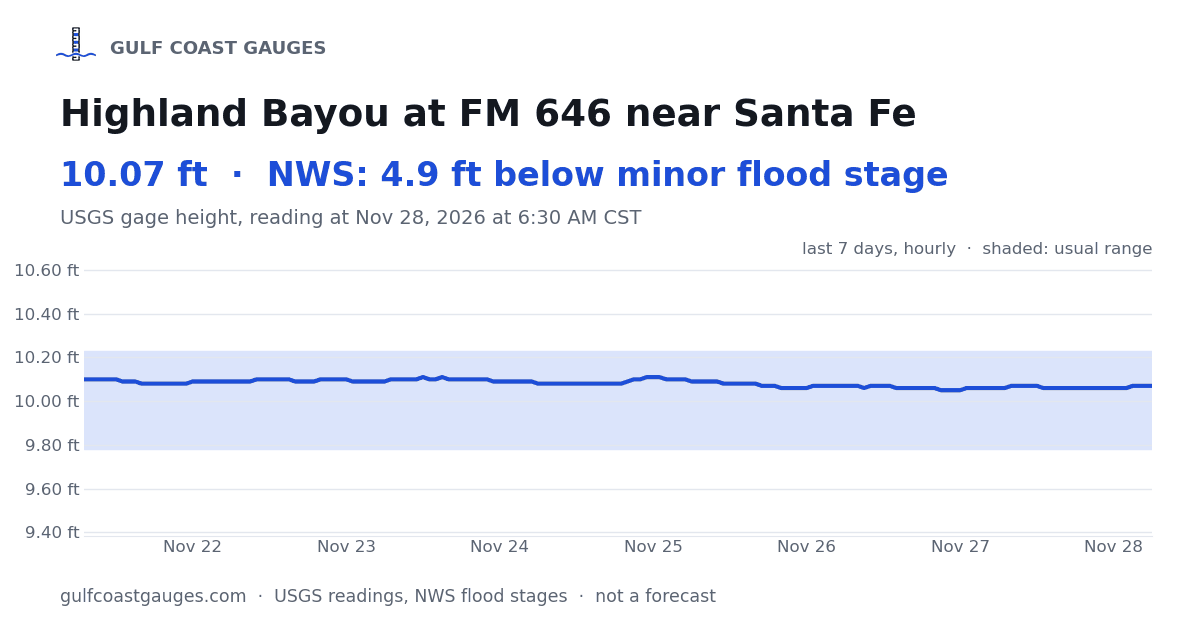 GULF COAST GAUGES
Highland Bayou at FM 646 near Santa Fe
10.07 ft · NWS: 4.9 ft below minor flood stage
USGS gage height, reading at Nov 28, 2026 at 6:30 AM CST
last 7 days, hourly · shaded: usual range
10.60 ft
10.40 ft
10.20 ft
10.00 ft
9.80 ft
9.60 ft
9.40 ft
Nov 22 Nov 23 Nov 24 Nov 25 Nov 26 Nov 27 Nov 28
gulfcoastgauges.com · USGS readings, NWS flood stages · not a forecast